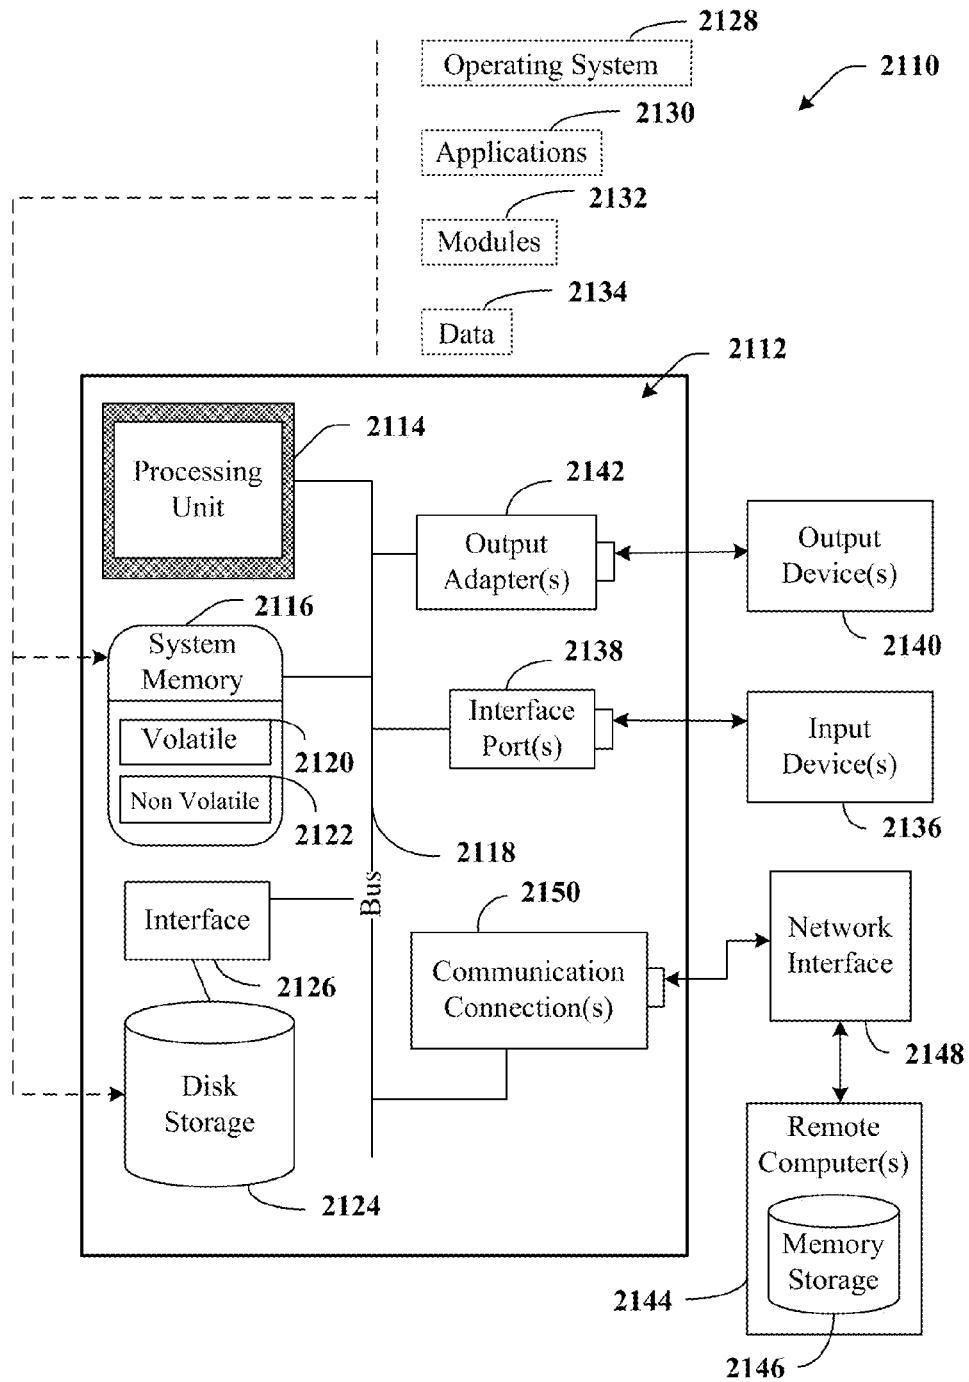 2128
Operating System
2110
2130
Applications
2132
Modules
2134
Data
2112
2114
Processing
Unit
2142
Output
Adapter(s)
Output
Device(s)
2140
2116
System
Memory
2138
Interface
Port(s)
Input
Device(s)
2136
Volatile
2120
Non Volatile
2122
2118
Bus
2150
Interface
2126
Communication
Connection(s)
Network
Interface
2148
Disk
Storage
2124
Remote
Computer(s)
Memory
Storage
2144
2146